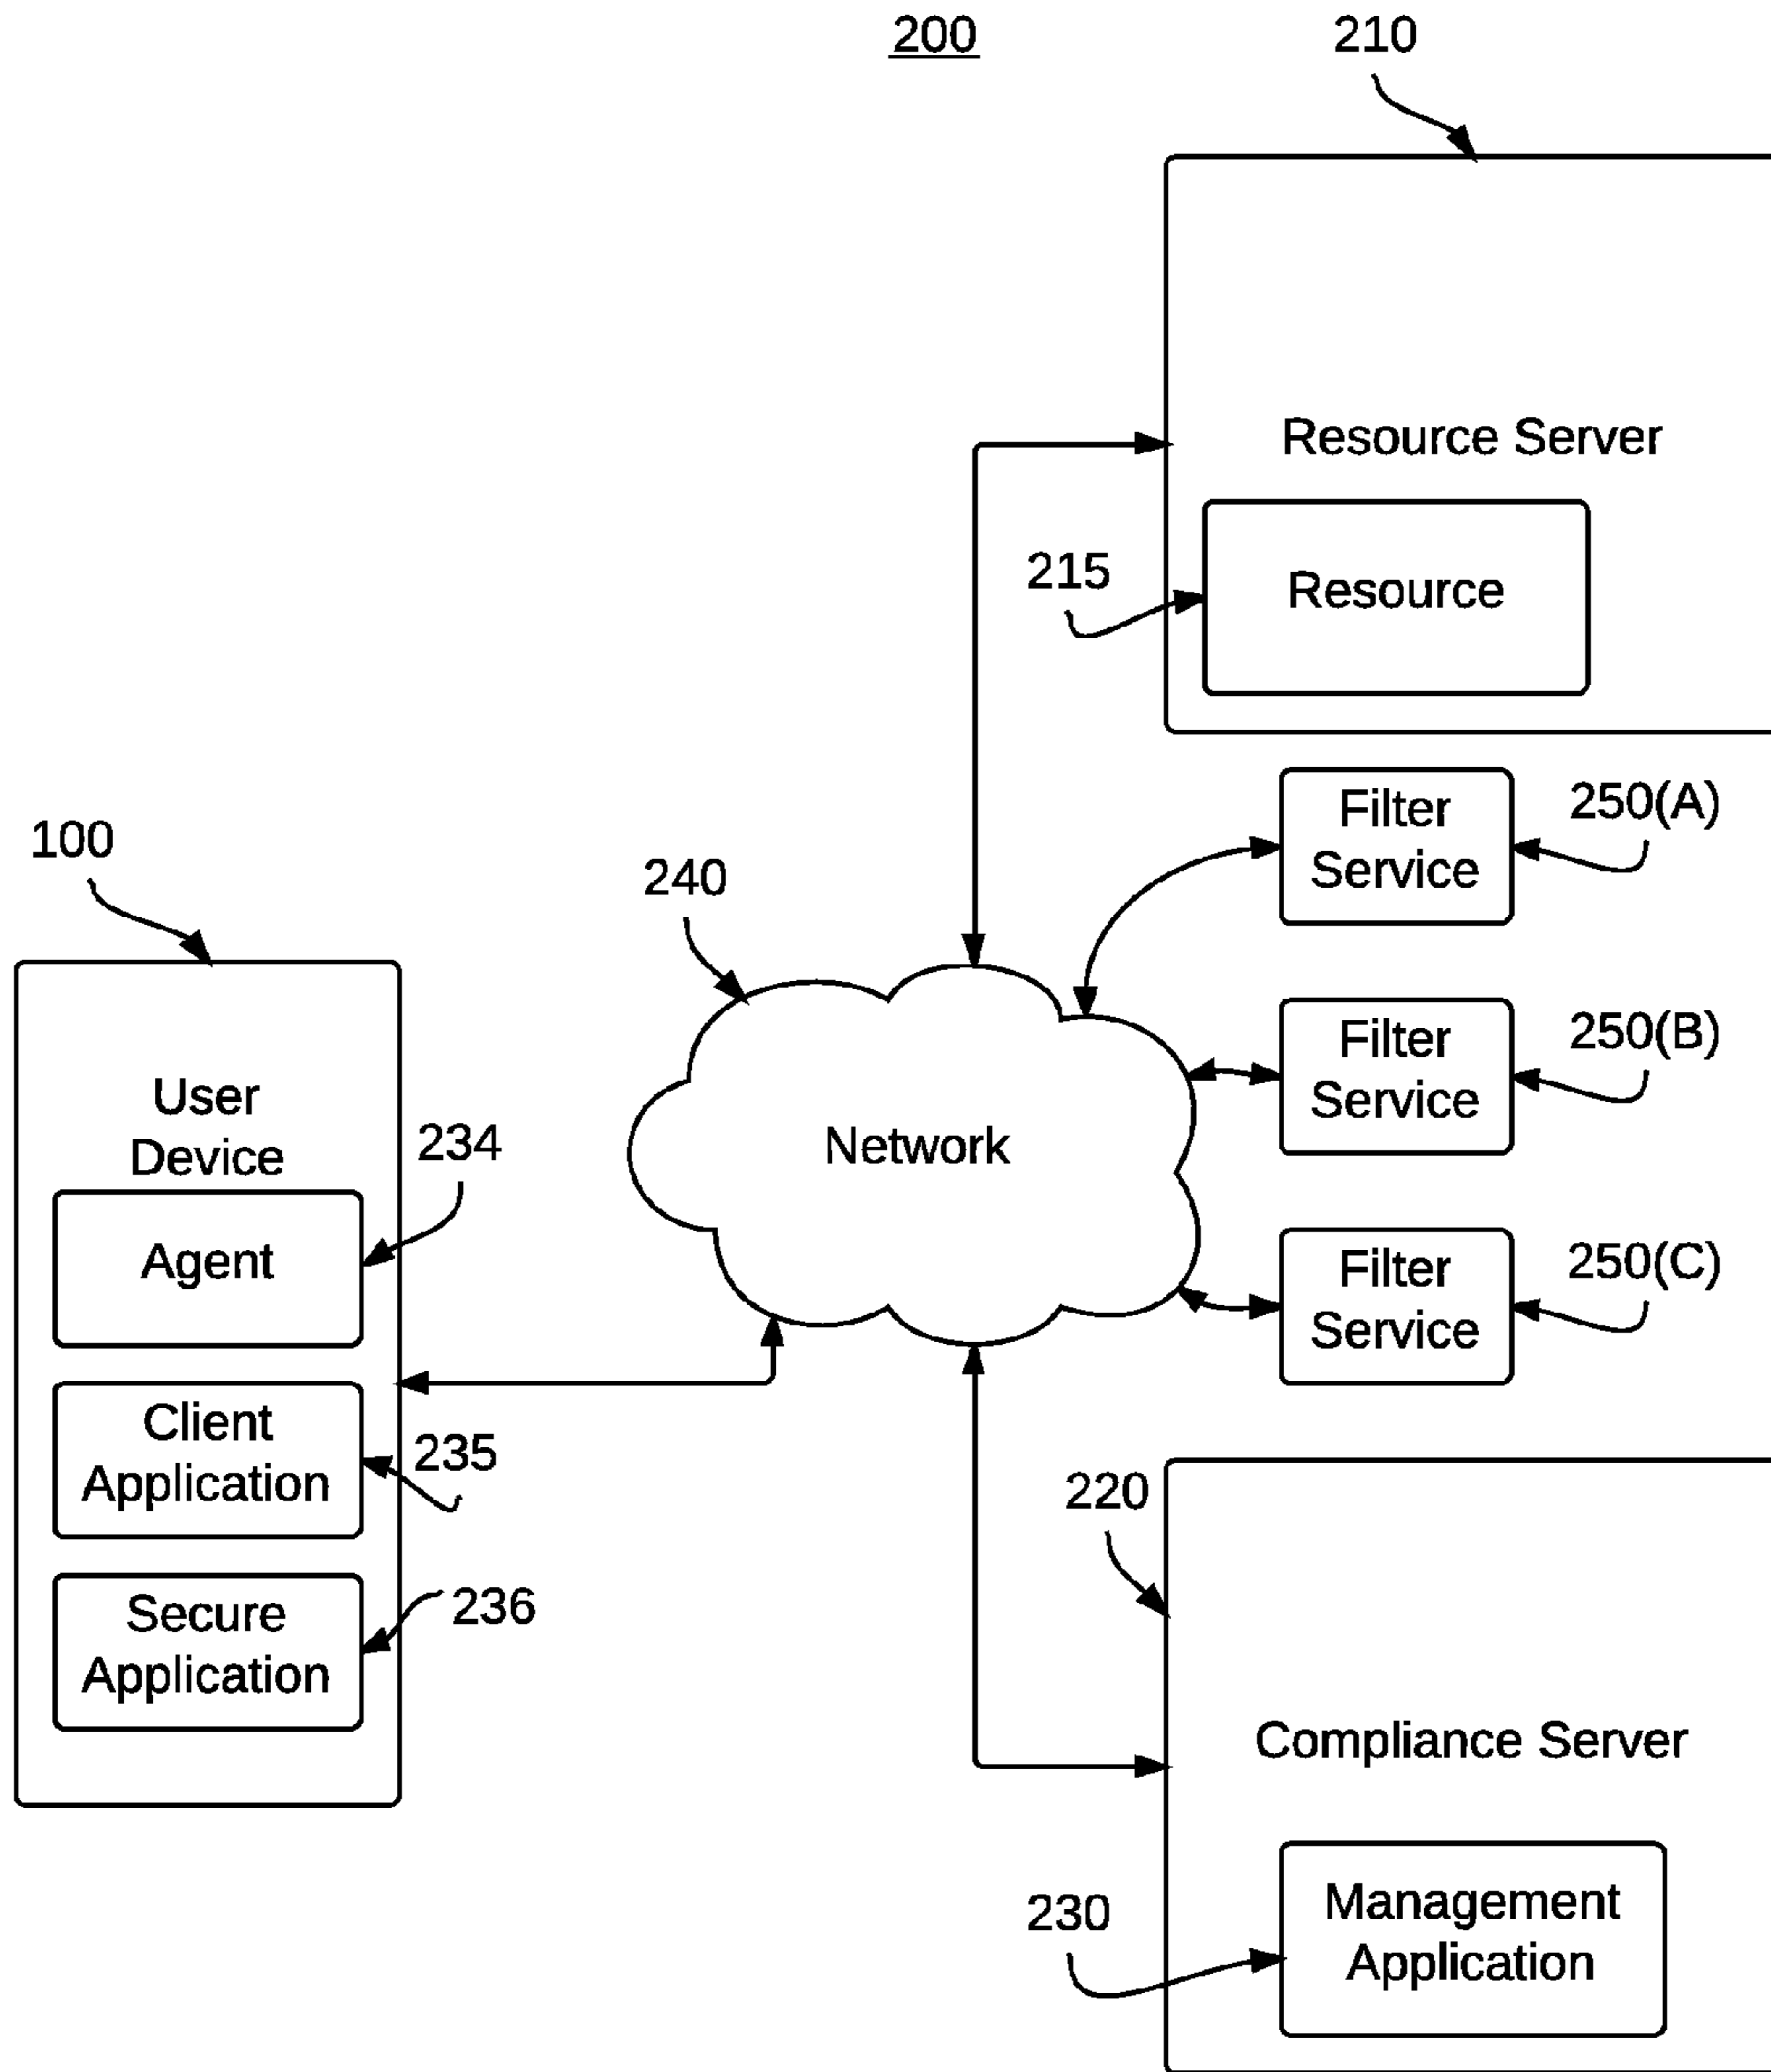 200
210
Resource Server
215
Resource
Filter
Service
250(A)
100
240
Filter
Service
250(B)
User
Device
234
Network
Agent
Filter
Service
250(C)
Client
Application
235
220
Secure
Application
236
Compliance Server
230
Management
Application